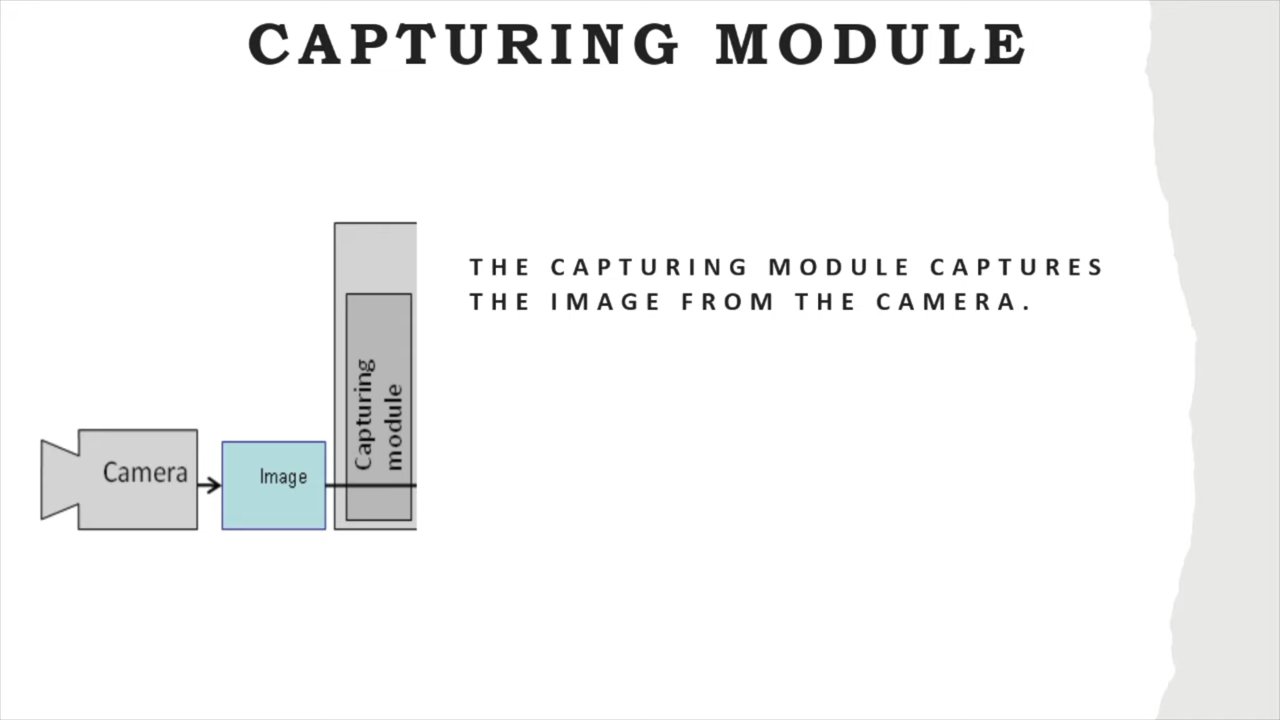 CAPTURING MODULE
THE CAPTURING MODULE CAPTURES
THE IMAGE FROM THE CAMERA.
Capturing
module
Camera
Image